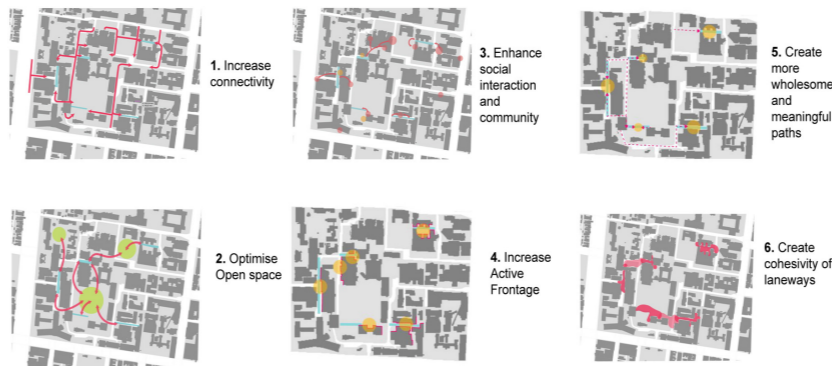 1. Increase
connectivity
2. Optimise
Open space
3. Enhance
social
interaction
and
community
4. Increase
Active
Frontage
5. Create
more
wholesome
and
meaningful
paths
6. Create
cohesivity of
laneways